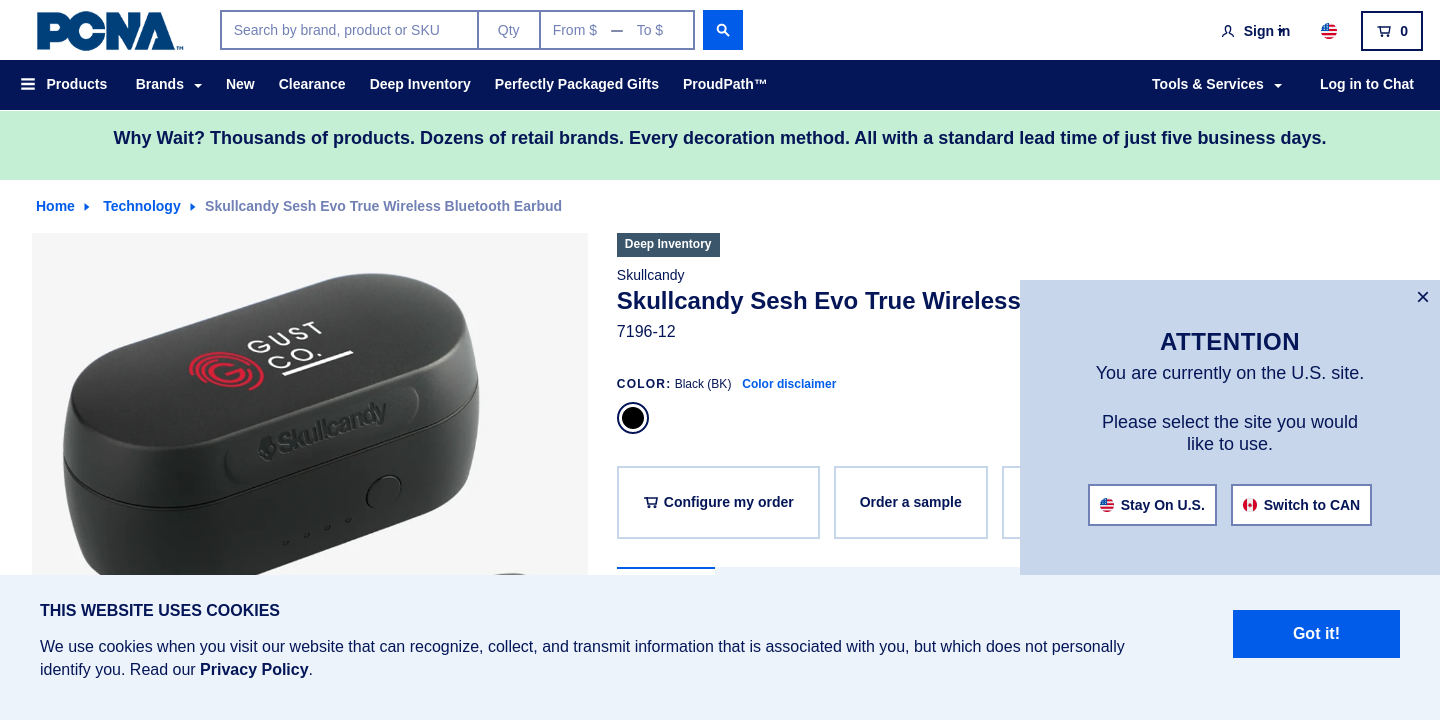 PCNA™
Search by brand, product or SKU
Qty
From $ — To $
Sign in
0
Products
Brands
New
Clearance
Deep Inventory
Perfectly Packaged Gifts
ProudPath™
Tools & Services
Log in to Chat
Why Wait? Thousands of products. Dozens of retail brands. Every decoration method. All with a standard lead time of just five business days.
Home
Technology
Skullcandy Sesh Evo True Wireless Bluetooth Earbud
GUST
CO.
Skullcandy
Deep Inventory
Skullcandy
Skullcandy Sesh Evo True Wireless
7196-12
COLOR: Black (BK) Color disclaimer
Configure my order
Order a sample
×
ATTENTION
You are currently on the U.S. site.
Please select the site you would
like to use.
Stay On U.S.
Switch to CAN
THIS WEBSITE USES COOKIES
We use cookies when you visit our website that can recognize, collect, and transmit information that is associated with you, but which does not personally
identify you. Read our Privacy Policy.
Got it!